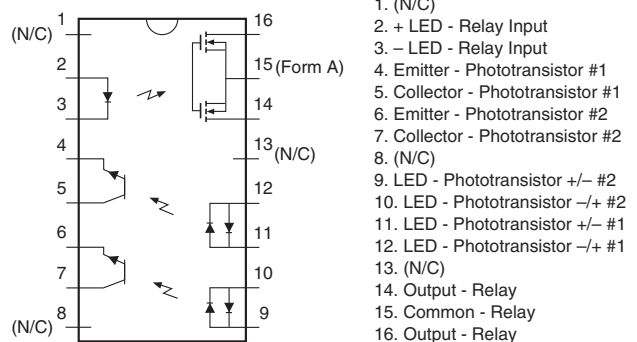 1
(N/C)
2
3
4
5
6
7
8
(N/C)
16
15 (Form A)
14
13
(N/C)
12
11
10
9
1. (N/C)
2. + LED - Relay Input
3. – LED - Relay Input
4. Emitter - Phototransistor #1
5. Collector - Phototransistor #1
6. Emitter - Phototransistor #2
7. Collector - Phototransistor #2
8. (N/C)
9. LED - Phototransistor +/– #2
10. LED - Phototransistor –/+ #2
11. LED - Phototransistor +/– #1
12. LED - Phototransistor –/+ #1
13. (N/C)
14. Output - Relay
15. Common - Relay
16. Output - Relay